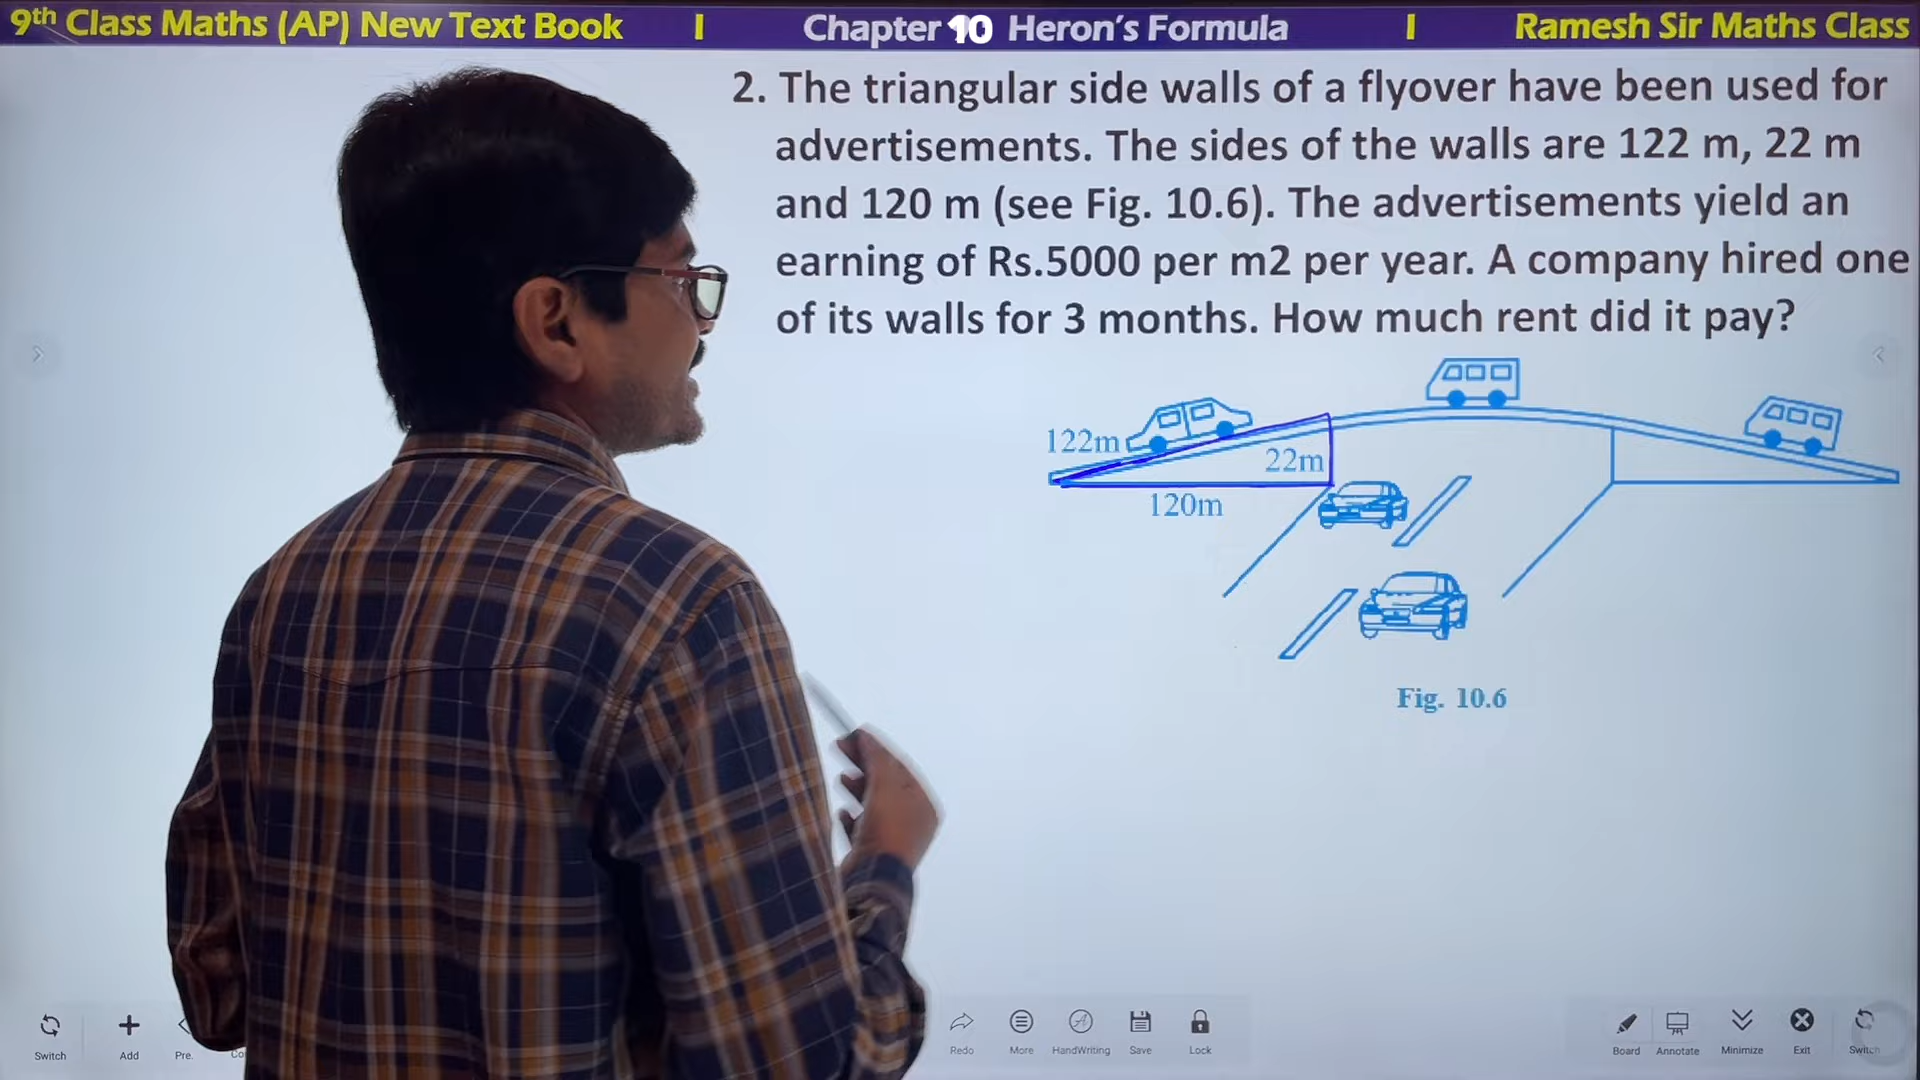 9th Class Maths (AP) New Text Book | Chapter 10 Heron's Formula | Ramesh Sir Maths Class
2. The triangular side walls of a flyover have been used for
advertisements. The sides of the walls are 122 m, 22 m
and 120 m (see Fig. 10.6). The advertisements yield an
earning of Rs.5000 per m2 per year. A company hired one
of its walls for 3 months. How much rent did it pay?
122m
22m
120m
Fig. 10.6
Switch Add Pre. Redo More HandWriting Save Lock Board Annotate Minimize Exit Switch